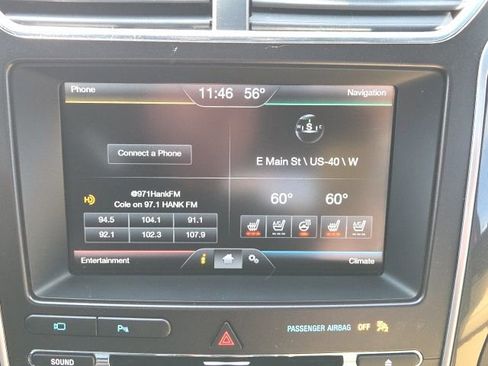 Phone
11:46 56°
Navigation
Connect a Phone
E Main St \ US-40 \ W
@971HankFM
Cole on 97.1 HANK FM
60° 60°
94.5 104.1 91.1
92.1 102.3 107.9
Entertainment
Climate
PASSENGER AIRBAG
SOUND